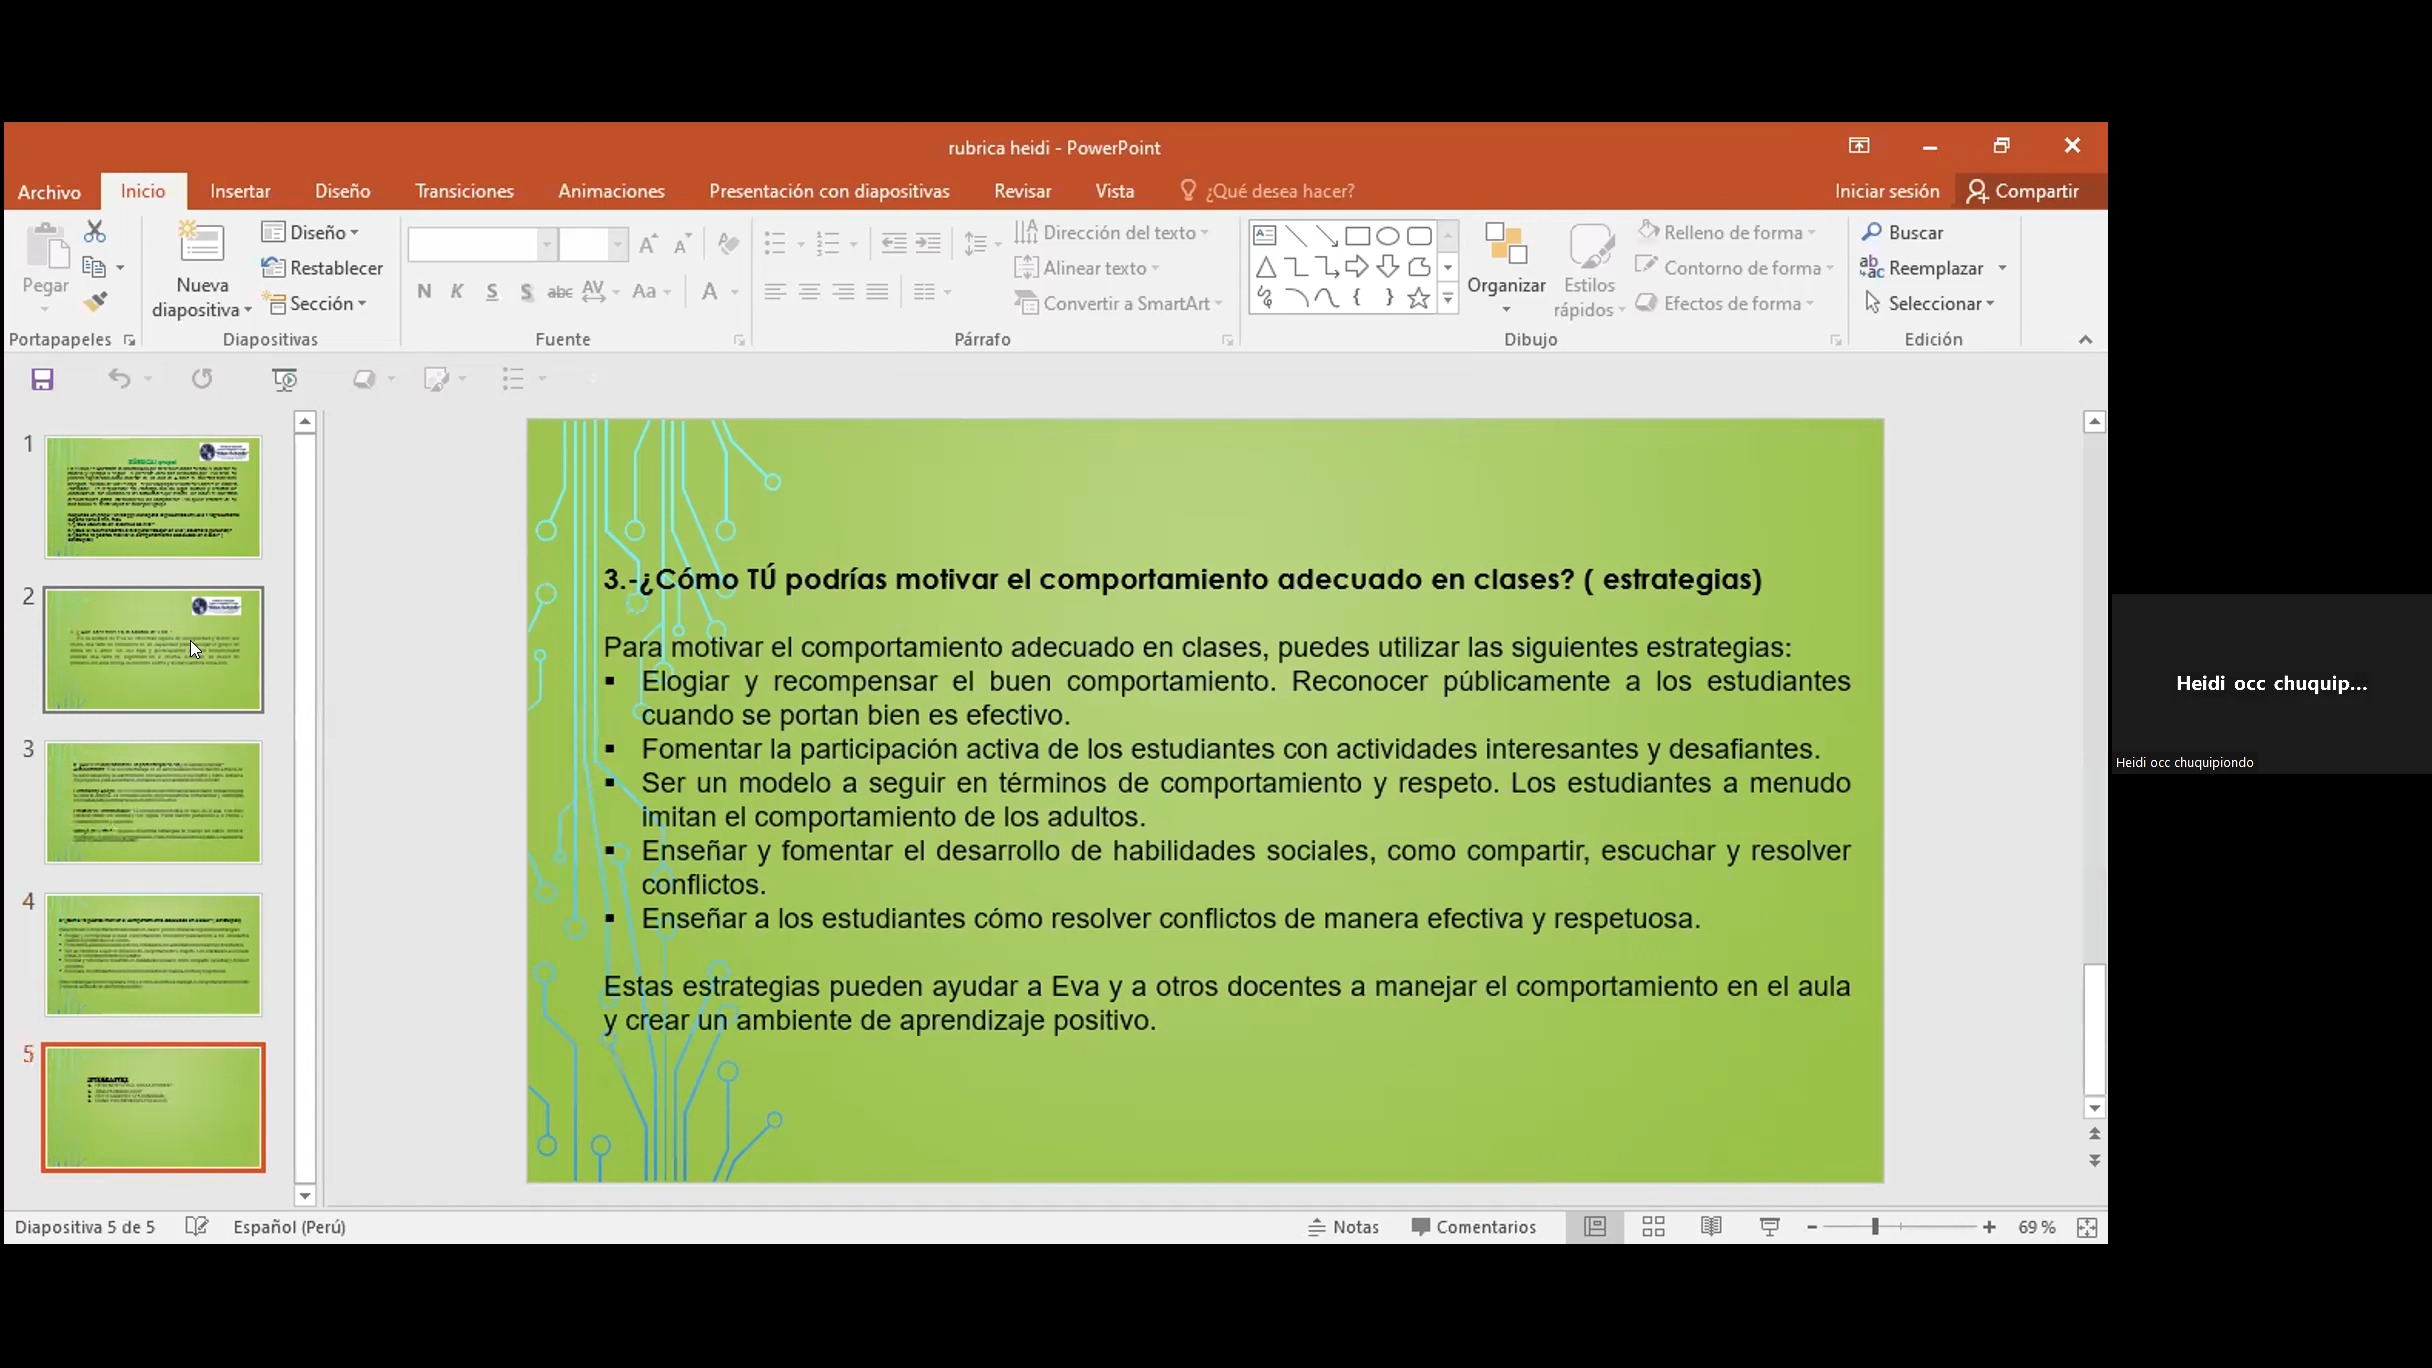 rubrica heidi - PowerPoint
Archivo Inicio Insertar Diseño Transiciones Animaciones Presentación con diapositivas Revisar Vista ¿Qué desea hacer? Iniciar sesión Compartir
Pegar
Portapapeles
Nueva diapositiva
Diseño
Restablecer
Sección
Diapositivas
N K S S abc AV Aa A
Fuente
Dirección del texto
Alinear texto
Convertir a SmartArt
Párrafo
Organizar
Estilos rápidos
Relleno de forma
Contorno de forma
Efectos de forma
Dibujo
Buscar
Reemplazar
Seleccionar
Edición
1
2
3
4
5
3.-¿Cómo TÚ podrías motivar el comportamiento adecuado en clases? ( estrategias)
Para motivar el comportamiento adecuado en clases, puedes utilizar las siguientes estrategias:
▪ Elogiar y recompensar el buen comportamiento. Reconocer públicamente a los estudiantes
cuando se portan bien es efectivo.
▪ Fomentar la participación activa de los estudiantes con actividades interesantes y desafiantes.
▪ Ser un modelo a seguir en términos de comportamiento y respeto. Los estudiantes a menudo
imitan el comportamiento de los adultos.
▪ Enseñar y fomentar el desarrollo de habilidades sociales, como compartir, escuchar y resolver
conflictos.
▪ Enseñar a los estudiantes cómo resolver conflictos de manera efectiva y respetuosa.
Estas estrategias pueden ayudar a Eva y a otros docentes a manejar el comportamiento en el aula
y crear un ambiente de aprendizaje positivo.
Heidi occ chuquip...
Heidi occ chuquipiondo
Diapositiva 5 de 5 Español (Perú) Notas Comentarios 69 %